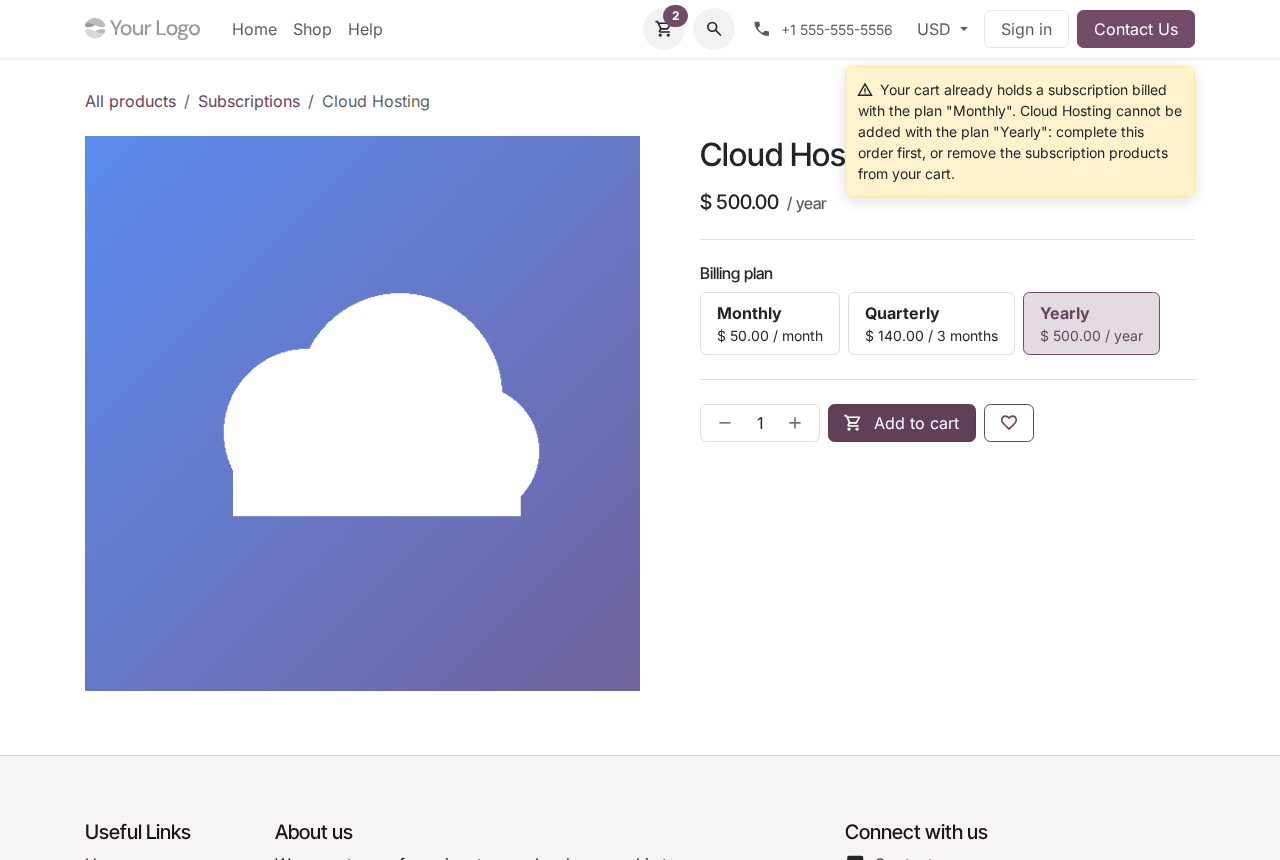 Your Logo
Home
Shop
Help
2
+1 555-555-5556
USD
Sign in
Contact Us
Your cart already holds a subscription billed
with the plan "Monthly". Cloud Hosting cannot be
added with the plan "Yearly": complete this
order first, or remove the subscription products
from your cart.
All products / Subscriptions / Cloud Hosting
Cloud Hos
$ 500.00 / year
Billing plan
Monthly
$ 50.00 / month
Quarterly
$ 140.00 / 3 months
Yearly
$ 500.00 / year
1
Add to cart
Useful Links
About us
Connect with us